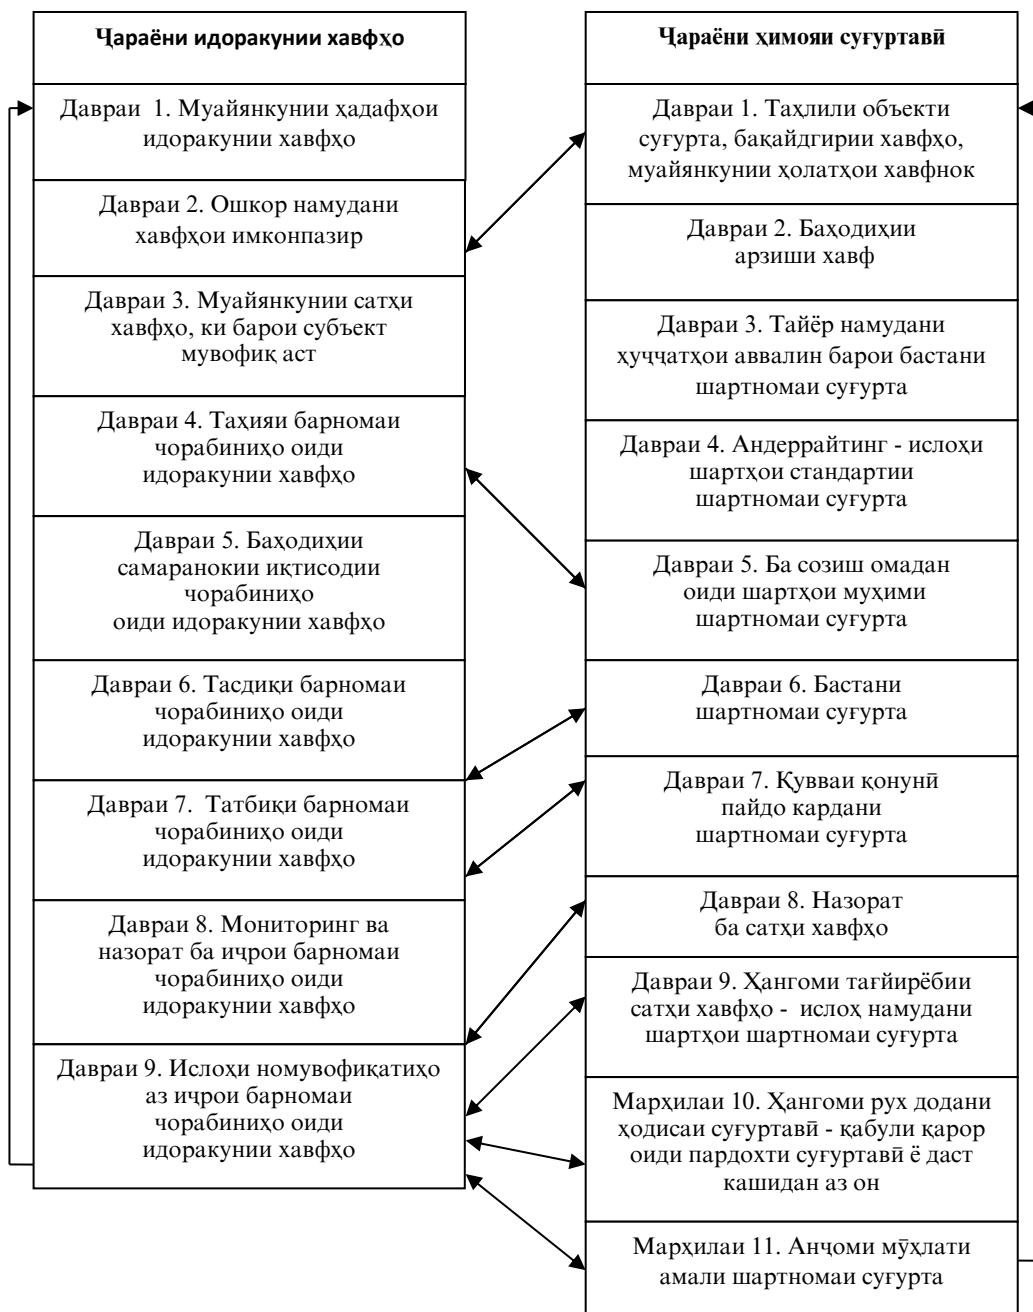 Ҷараёни идоракунии хавфҳо
Давраи 1. Муайянкунии ҳадафҳои
идоракунии хавфҳо
Давраи 2. Ошкор намудани
хавфҳои имконпазир
Давраи 3. Муайянкунии сатҳи
хавфҳо, ки барои субъект
мувофиқ аст
Давраи 4. Таҳияи барномаи
чорабиниҳо оиди
идоракунии хавфҳо
Давраи 5. Баҳодиҳии
самаранокии иқтисодии
чорабиниҳо
оиди идоракунии хавфҳо
Давраи 6. Тасдиқи барномаи
чорабиниҳо оиди
идоракунии хавфҳо
Давраи 7. Татбиқи барномаи
чорабиниҳо оиди
идоракунии хавфҳо
Давраи 8. Мониторинг ва
назорат ба иҷрои барномаи
чорабиниҳо оиди
идоракунии хавфҳо
Давраи 9. Ислоҳи номувофиқатиҳо
аз иҷрои барномаи
чорабиниҳо оиди
идоракунии хавфҳо
Ҷараёни ҳимояи суғуртавӣ
Давраи 1. Таҳлили объекти
суғурта, бақайдгирии хавфҳо,
муайянкунии ҳолатҳои хавфнок
Давраи 2. Баҳодиҳии
арзиши хавф
Давраи 3. Тайёр намудани
ҳуҷҷатҳои аввалин барои бастани
шартномаи суғурта
Давраи 4. Андеррайтинг - ислоҳи
шартҳои стандартии
шартномаи суғурта
Давраи 5. Ба созиш омадан
оиди шартҳои муҳими
шартномаи суғурта
Давраи 6. Бастани
шартномаи суғурта
Давраи 7. Қувваи қонунӣ
пайдо кардани
шартномаи суғурта
Давраи 8. Назорат
ба сатҳи хавфҳо
Давраи 9. Ҳангоми тағйирёбии
сатҳи хавфҳо - ислоҳ намудани
шартҳои шартномаи суғурта
Марҳилаи 10. Ҳангоми рух додани
ҳодисаи суғуртавӣ - қабули қарор
оиди пардохти суғуртавӣ ё даст
кашидан аз он
Марҳилаи 11. Анҷоми мӯҳлати
амали шартномаи суғурта